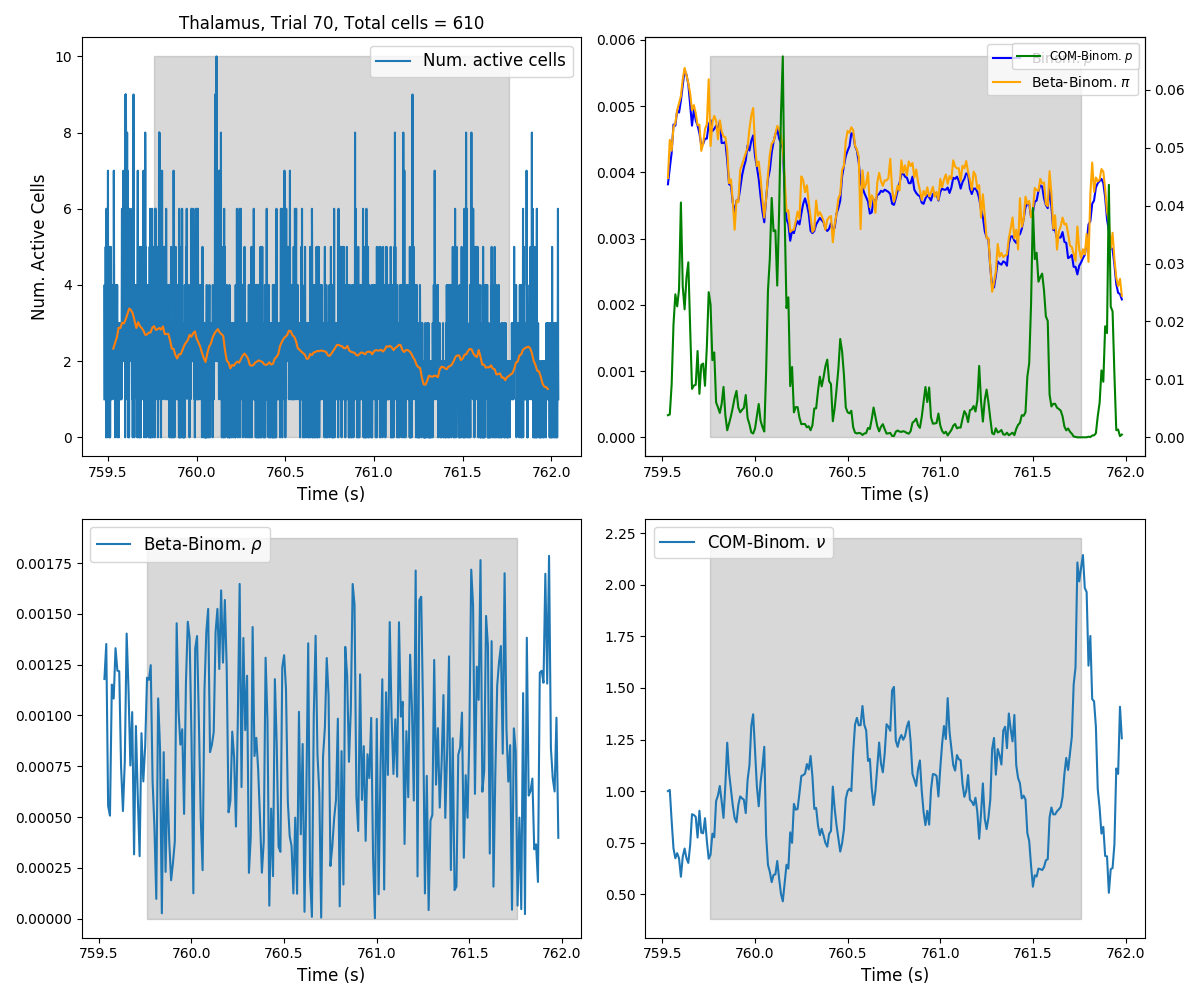 Thalamus, Trial 70, Total cells = 610
Num. active cells
Num. Active Cells
10
8
6
4
2
0
759.5 760.0 760.5 761.0 761.5 762.0
Time (s)
COM-Binom. p
Beta-Binom. π
0.006
0.005
0.004
0.003
0.002
0.001
0.000
0.06
0.05
0.04
0.03
0.02
0.01
0.00
759.5 760.0 760.5 761.0 761.5 762.0
Time (s)
Beta-Binom. ρ
0.00175
0.00150
0.00125
0.00100
0.00075
0.00050
0.00025
0.00000
759.5 760.0 760.5 761.0 761.5 762.0
Time (s)
COM-Binom. ν
2.25
2.00
1.75
1.50
1.25
1.00
0.75
0.50
759.5 760.0 760.5 761.0 761.5 762.0
Time (s)